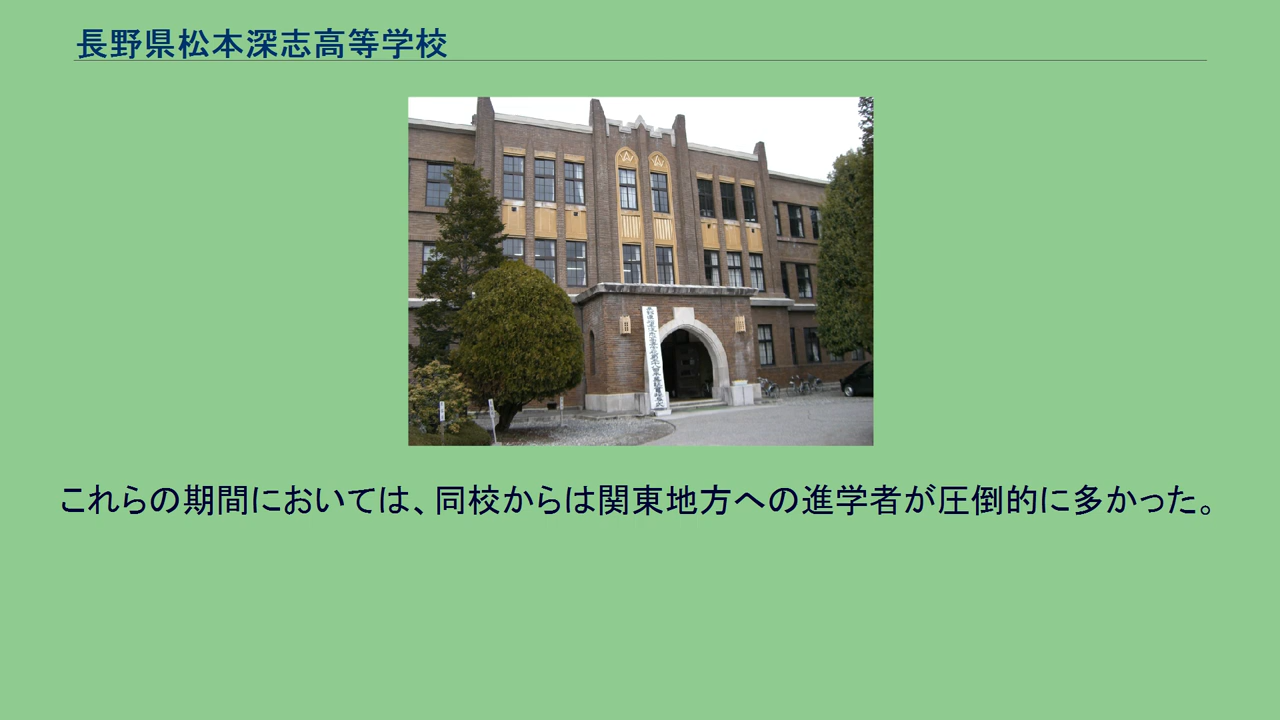 長野県松本深志高等学校
これらの期間においては、同校からは関東地方への進学者が圧倒的に多かった。